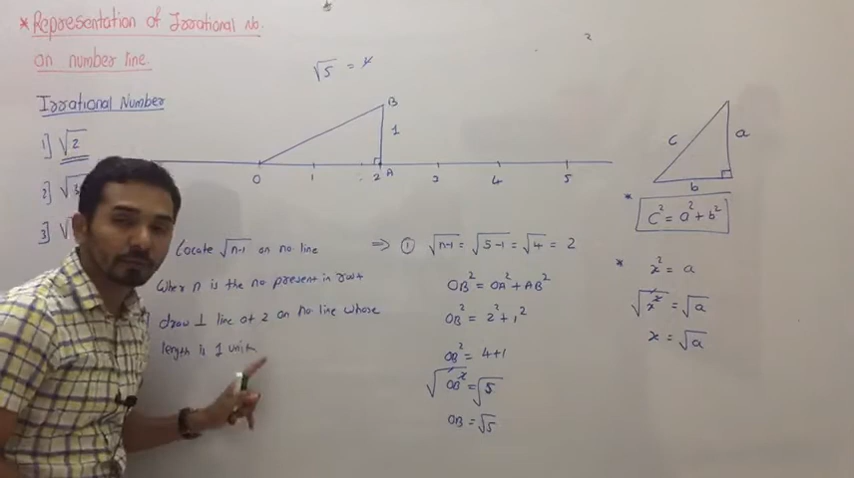 * Representation of Irrational No.
on number line.
Irrational Number
1] √2
2] √3
3] √
√5 =
B
1
0 1 2 A 3 4 5
Locate √n-1 on no line
Wher n is the no present in root
draw ⊥ line at 2 on no line whose
length is 1 unit
=> ① √n-1 = √5-1 = √4 = 2
OB² = OA² + AB²
OB² = 2² + 1²
OB² = 4+1
√OB² = √5
OB = √5
c a
b
* C² = a² + b²
* x² = a
√x² = √a
x = √a
2